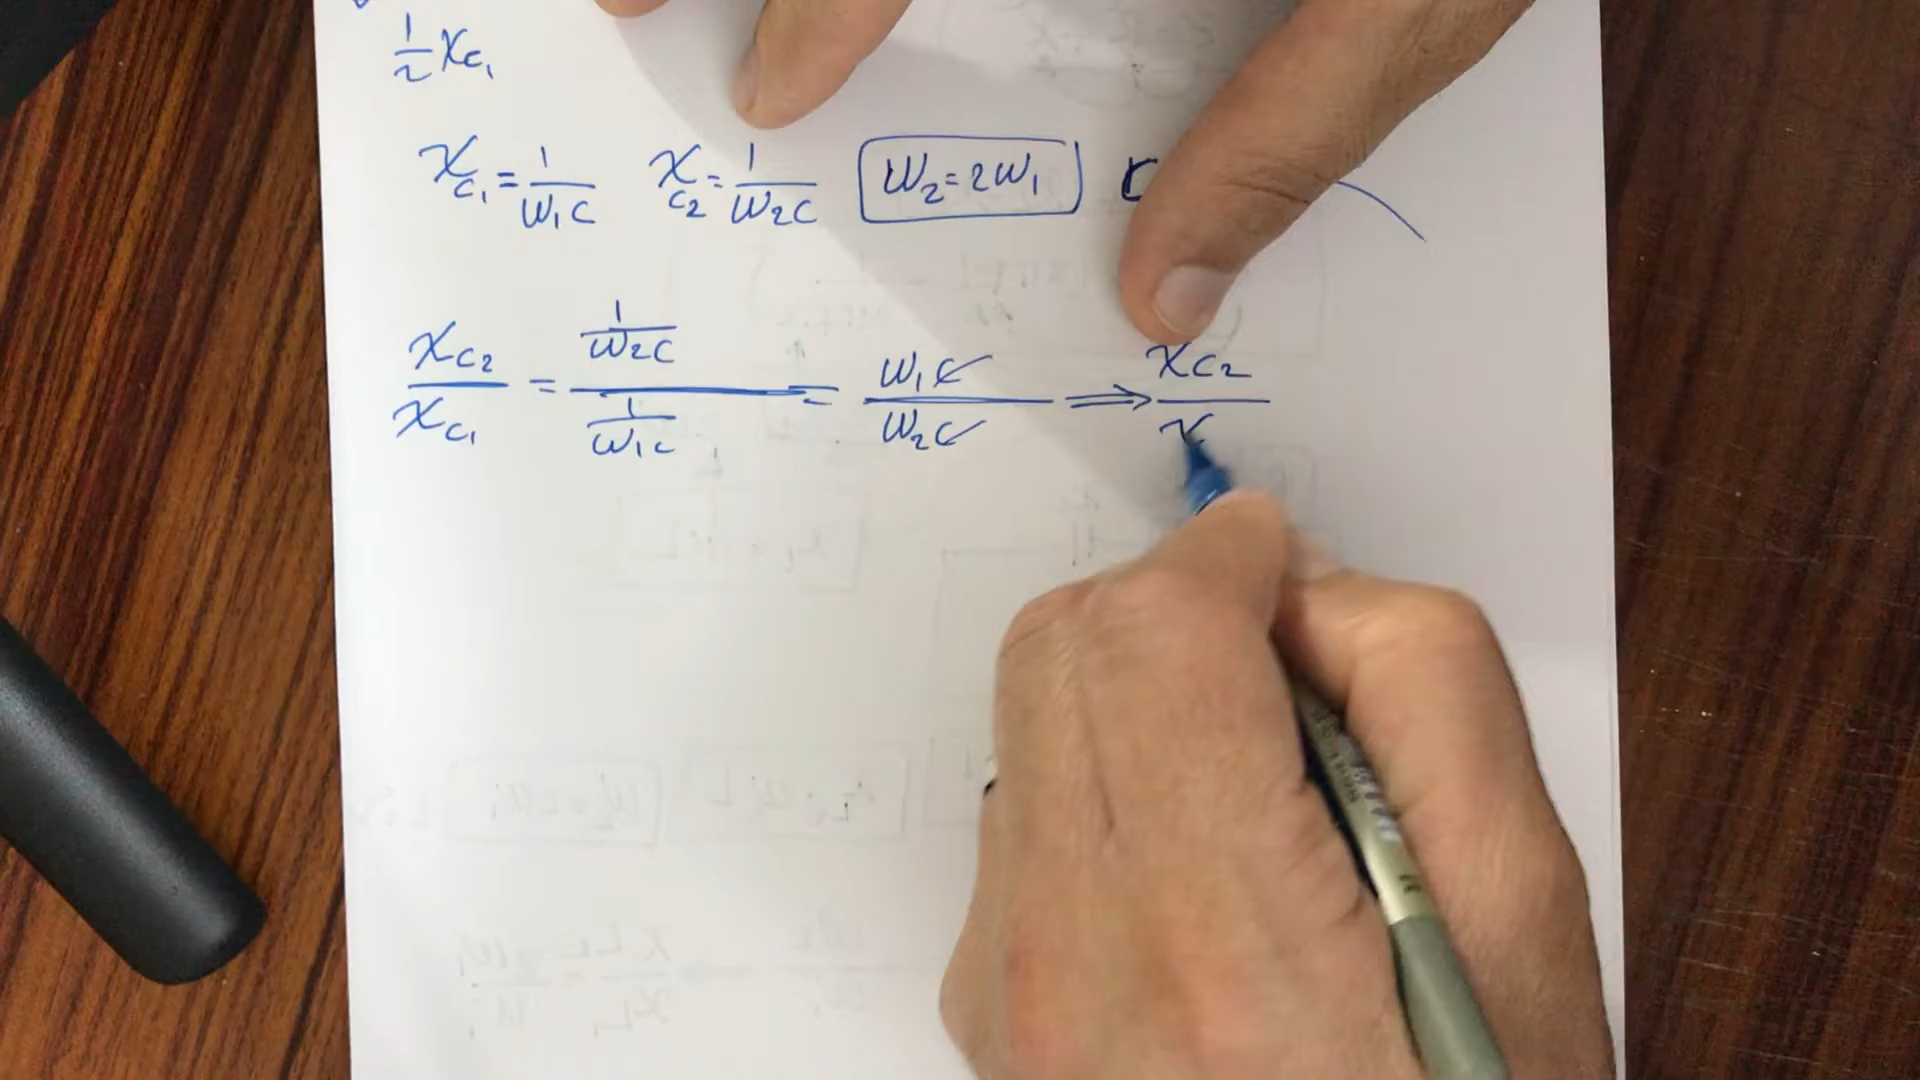 1/2 Xc₁
Xc₁ = 1/W₁C Xc₂ = 1/W₂C W₂=2W₁ C
Xc₂/Xc₁ = (1/W₂C)/(1/W₁C) = W₁C/W₂C ⇒ Xc₂/X